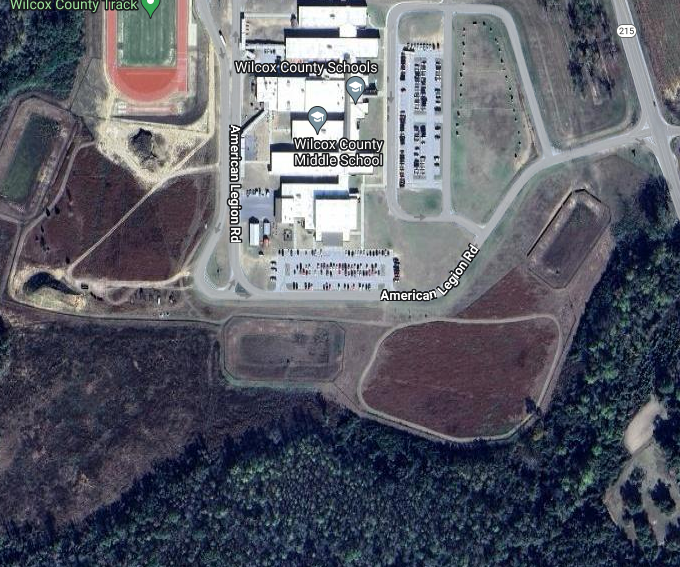 Wilcox County Track
215
Wilcox County Schools
Wilcox County
Middle School
American Legion Rd
American Legion Rd